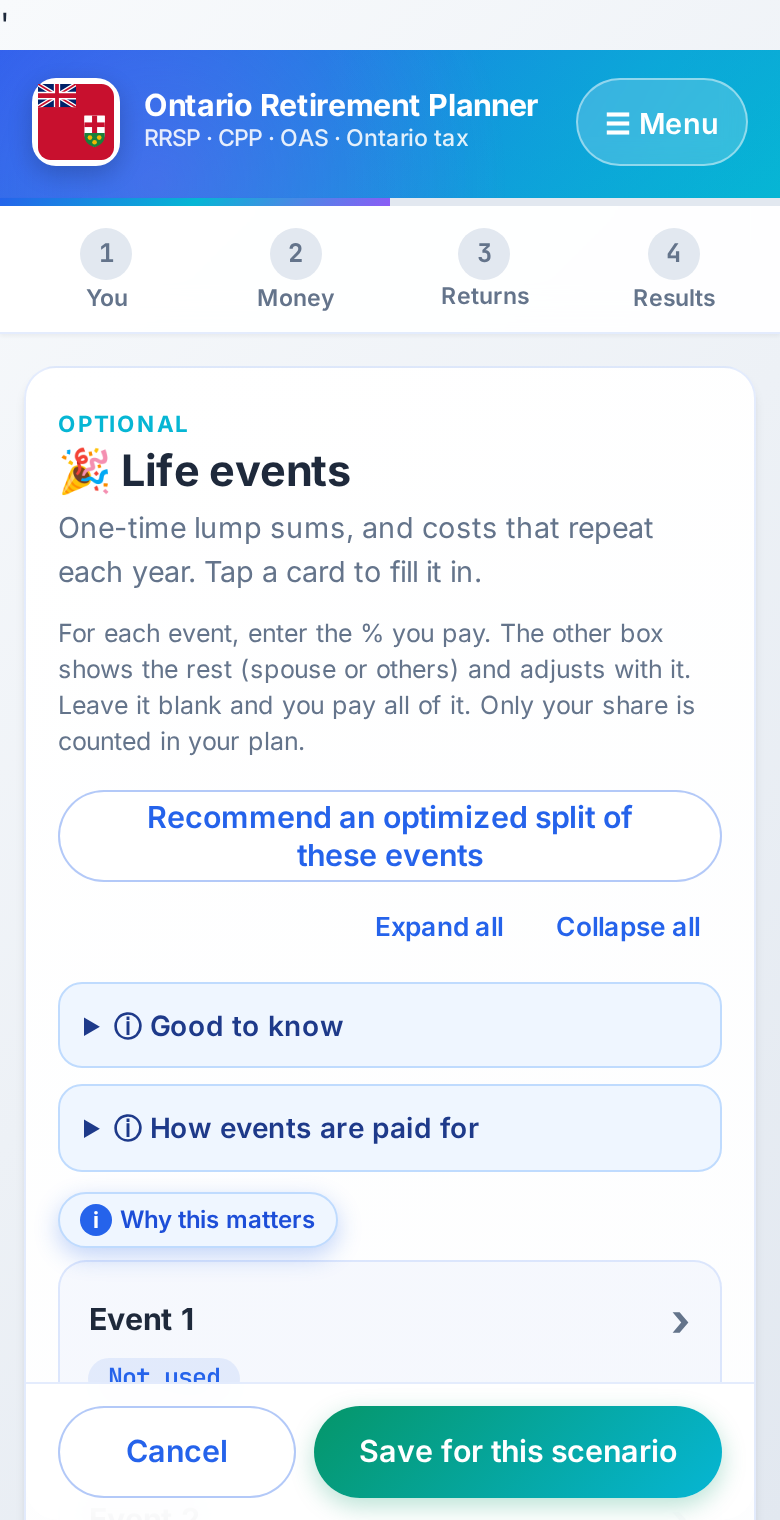 '
Ontario Retirement Planner
RRSP · CPP · OAS · Ontario tax
☰ Menu
1
2
3
4
You
Money
Returns
Results
OPTIONAL
🎉 Life events
One-time lump sums, and costs that repeat
each year. Tap a card to fill it in.
For each event, enter the % you pay. The other box
shows the rest (spouse or others) and adjusts with it.
Leave it blank and you pay all of it. Only your share is
counted in your plan.
Recommend an optimized split of
these events
Expand all
Collapse all
▶ ⓘ Good to know
▶ ⓘ How events are paid for
i Why this matters
Event 1 ›
Not used
Cancel
Save for this scenario
Event 2